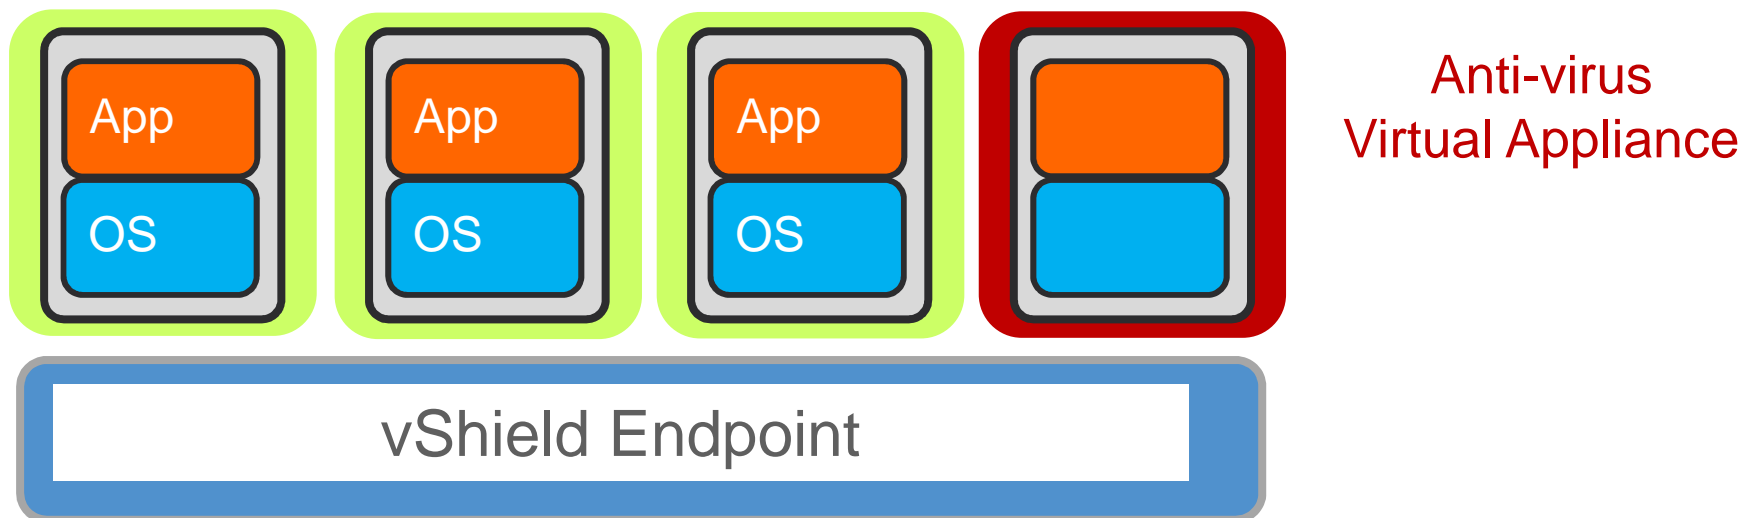 App
App
App
Anti-virus
Virtual Appliance
OS
OS
OS
vShield Endpoint